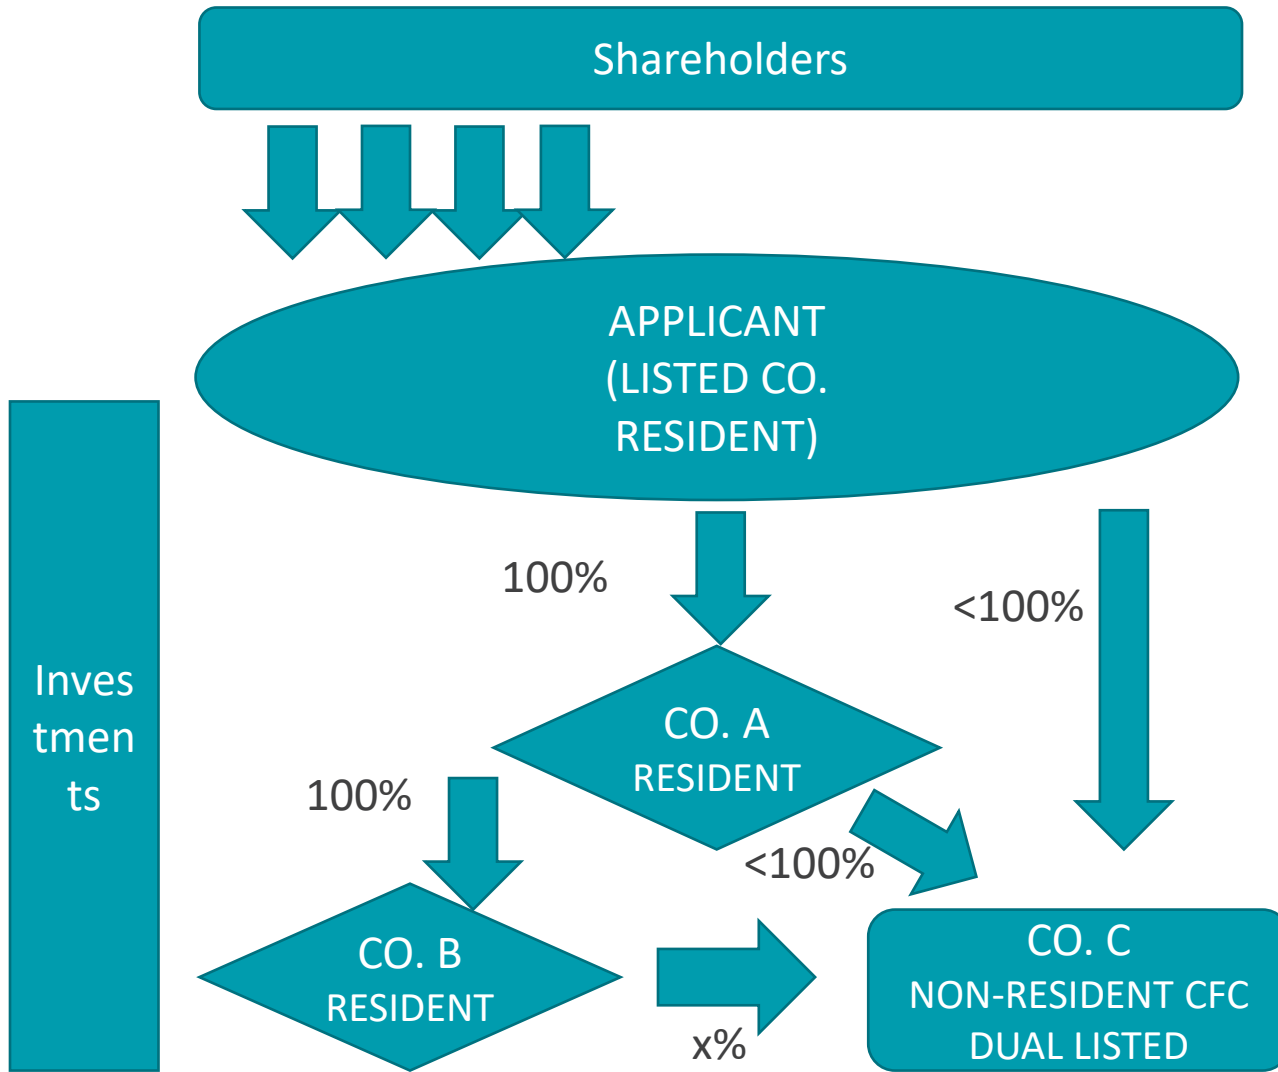 Shareholders
APPLICANT
(LISTED CO.
RESIDENT)
100%
<100%
Inves
tmen
ts
CO. A
RESIDENT
100%
<100%
CO. B
RESIDENT
x%
CO. C
NON-RESIDENT CFC
DUAL LISTED